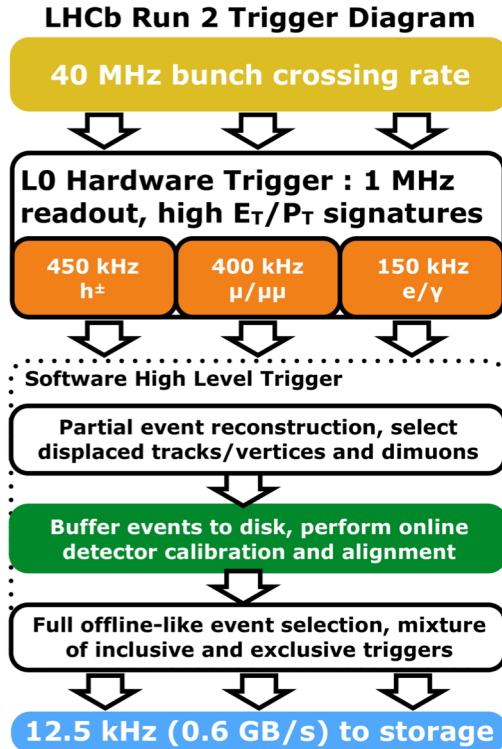 LHCb Run 2 Trigger Diagram
40 MHz bunch crossing rate
L0 Hardware Trigger : 1 MHz
readout, high E_T/P_T signatures
450 kHz
h±
400 kHz
μ/μμ
150 kHz
e/γ
Software High Level Trigger
Partial event reconstruction, select
displaced tracks/vertices and dimuons
Buffer events to disk, perform online
detector calibration and alignment
Full offline-like event selection, mixture
of inclusive and exclusive triggers
12.5 kHz (0.6 GB/s) to storage